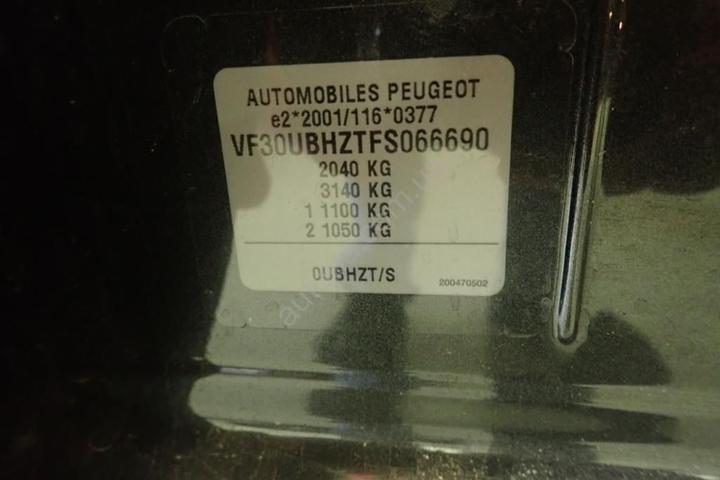 AUTOMOBILES PEUGEOT
e2*2001/116*0377
VF30UBHZTFS066690
2040 KG
3140 KG
1 1100 KG
2 1050 KG
0UBHZT/S
200470502